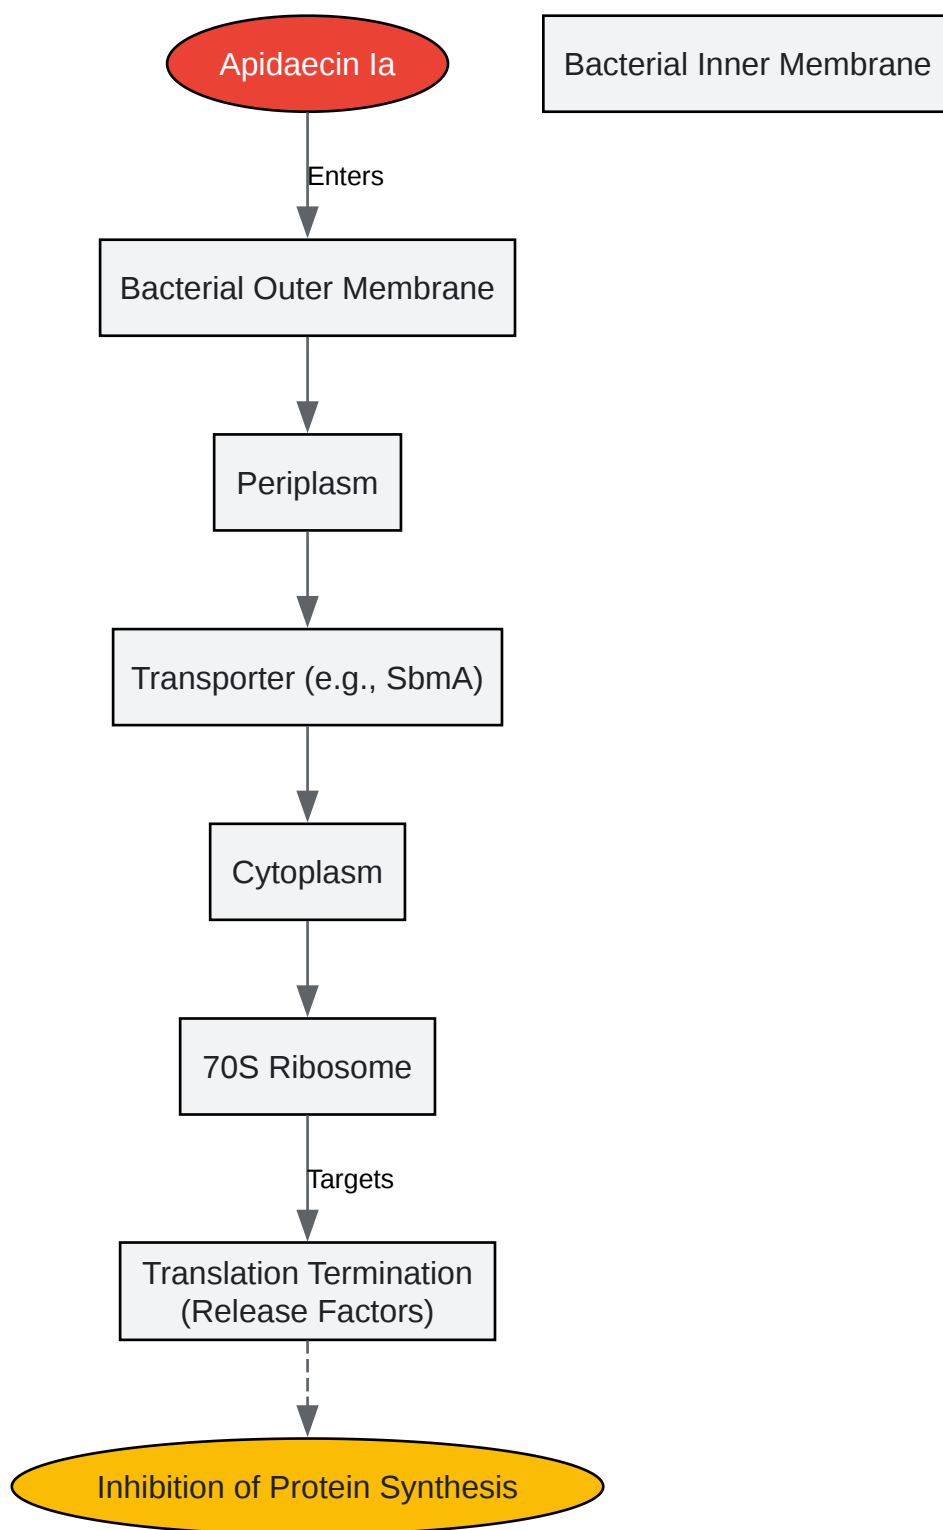 Apidaecin Ia
Bacterial Inner Membrane
Enters
Bacterial Outer Membrane
Periplasm
Transporter (e.g., SbmA)
Cytoplasm
70S Ribosome
Targets
Translation Termination
(Release Factors)
Inhibition of Protein Synthesis